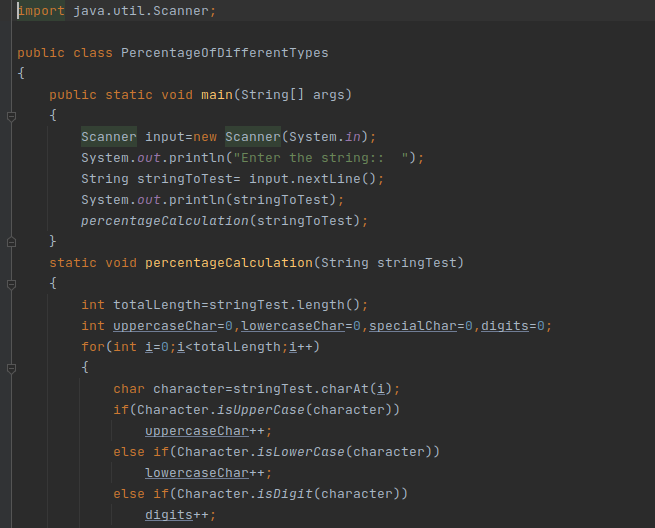 import java.util.Scanner;
public class PercentageOfDifferentTypes
{
public static void main(String[] args)
{
Scanner input=new Scanner(System.in);
System.out.println("Enter the string::  ");
String stringToTest= input.nextLine();
System.out.println(stringToTest);
percentageCalculation(stringToTest);
}
static void percentageCalculation(String stringTest)
{
int totalLength=stringTest.length();
int uppercaseChar=0,lowercaseChar=0,specialChar=0,digits=0;
for(int i=0;i<totalLength;i++)
{
char character=stringTest.charAt(i);
if(Character.isUpperCase(character))
uppercaseChar++;
else if(Character.isLowerCase(character))
lowercaseChar++;
else if(Character.isDigit(character))
digits++;